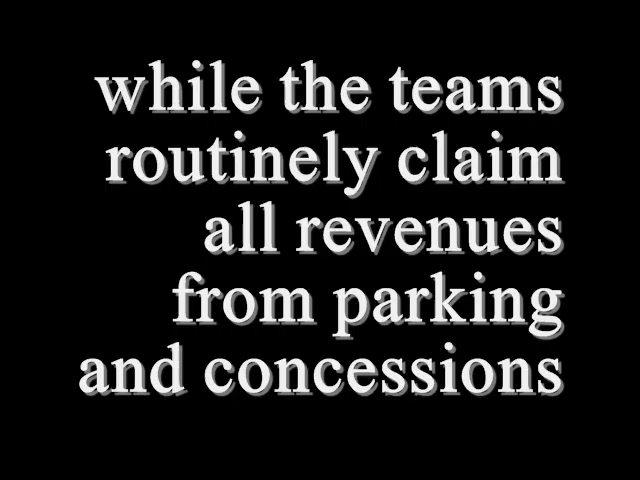 while the teams
routinely claim
all revenues
from parking
and concessions